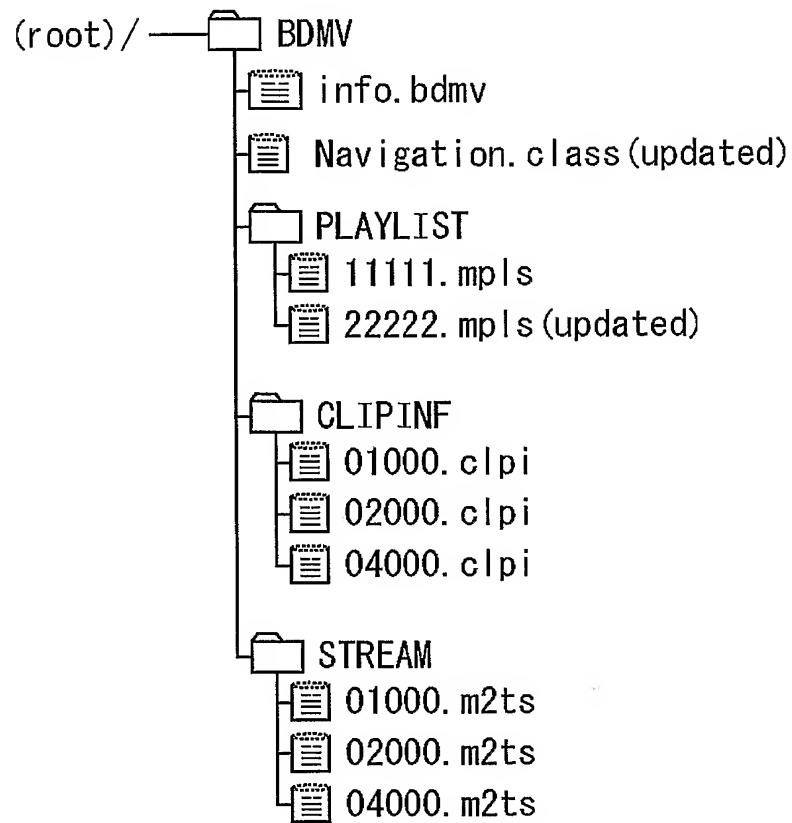 (root)/ BDMV
info.bdmv
Navigation.class(updated)
PLAYLIST
11111.mpls
22222.mpls(updated)
CLIPINF
01000.clpi
02000.clpi
04000.clpi
STREAM
01000.m2ts
02000.m2ts
04000.m2ts